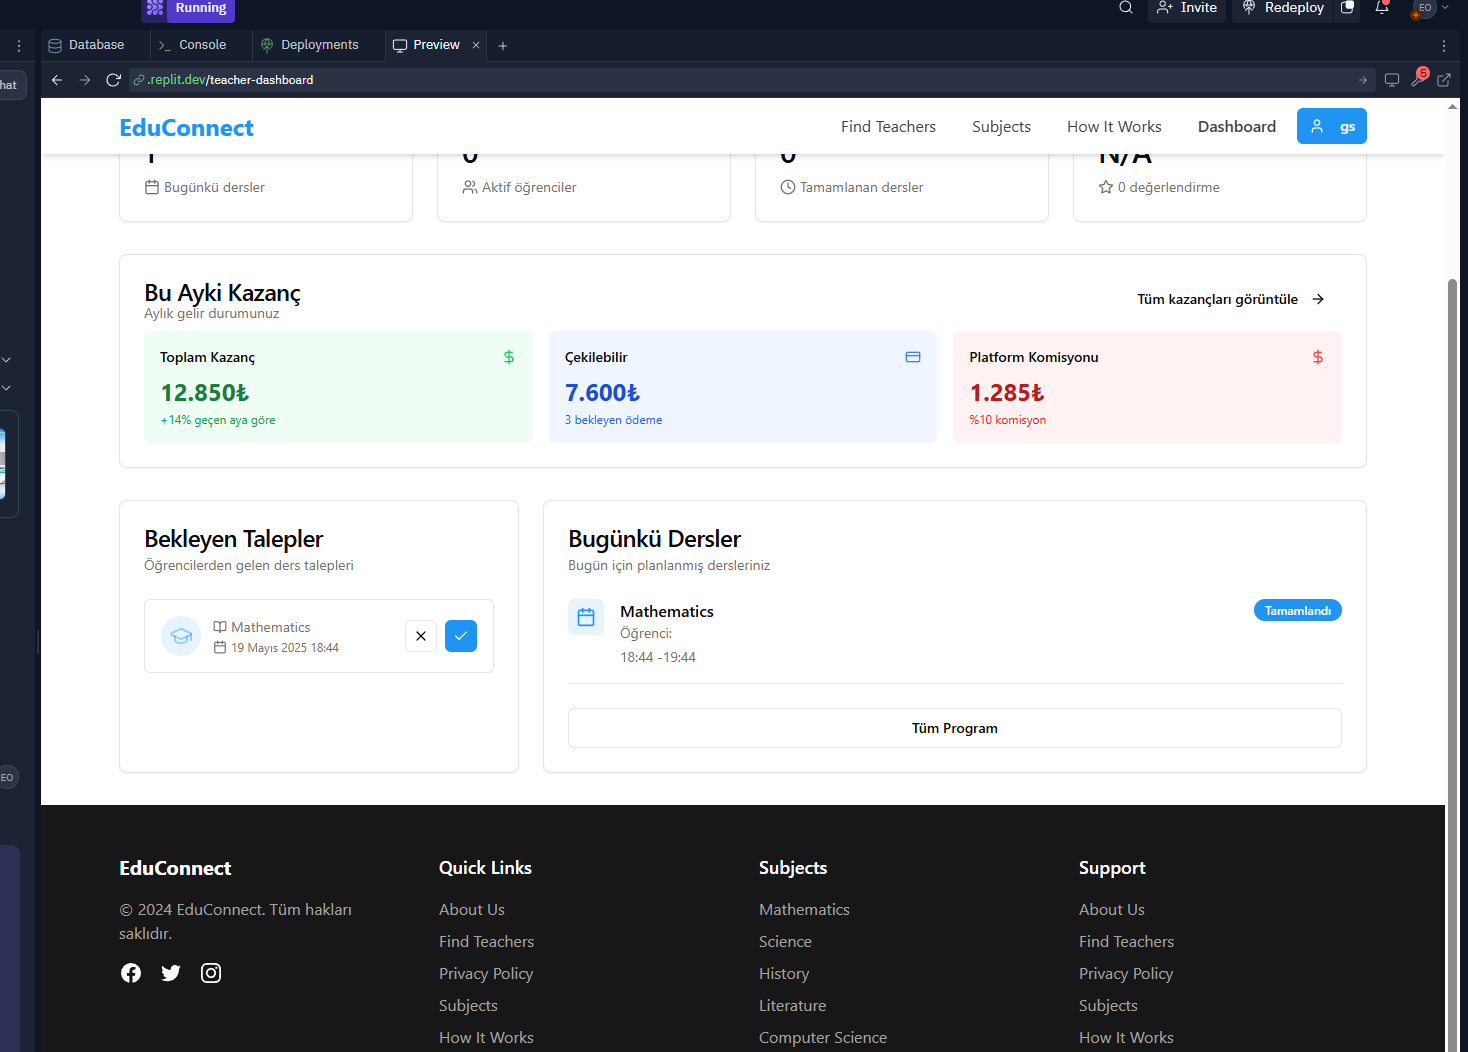 Running
Invite
Redeploy
EO
Database
Console
Deployments
Preview
hat
.replit.dev/teacher-dashboard
5
EduConnect
Find Teachers
Subjects
How It Works
Dashboard
gs
1
0
0
N/A
Bugünkü dersler
Aktif öğrenciler
Tamamlanan dersler
0 değerlendirme
Bu Ayki Kazanç
Aylık gelir durumunuz
Tüm kazançları görüntüle
Toplam Kazanç
12.850₺
+14% geçen aya göre
Çekilebilir
7.600₺
3 bekleyen ödeme
Platform Komisyonu
1.285₺
%10 komisyon
Bekleyen Talepler
Öğrencilerden gelen ders talepleri
Mathematics
19 Mayıs 2025 18:44
Bugünkü Dersler
Bugün için planlanmış dersleriniz
Mathematics
Tamamlandı
Öğrenci:
18:44 -19:44
Tüm Program
EO
EduConnect
© 2024 EduConnect. Tüm hakları
saklıdır.
Quick Links
About Us
Find Teachers
Privacy Policy
Subjects
How It Works
Subjects
Mathematics
Science
History
Literature
Computer Science
Support
About Us
Find Teachers
Privacy Policy
Subjects
How It Works